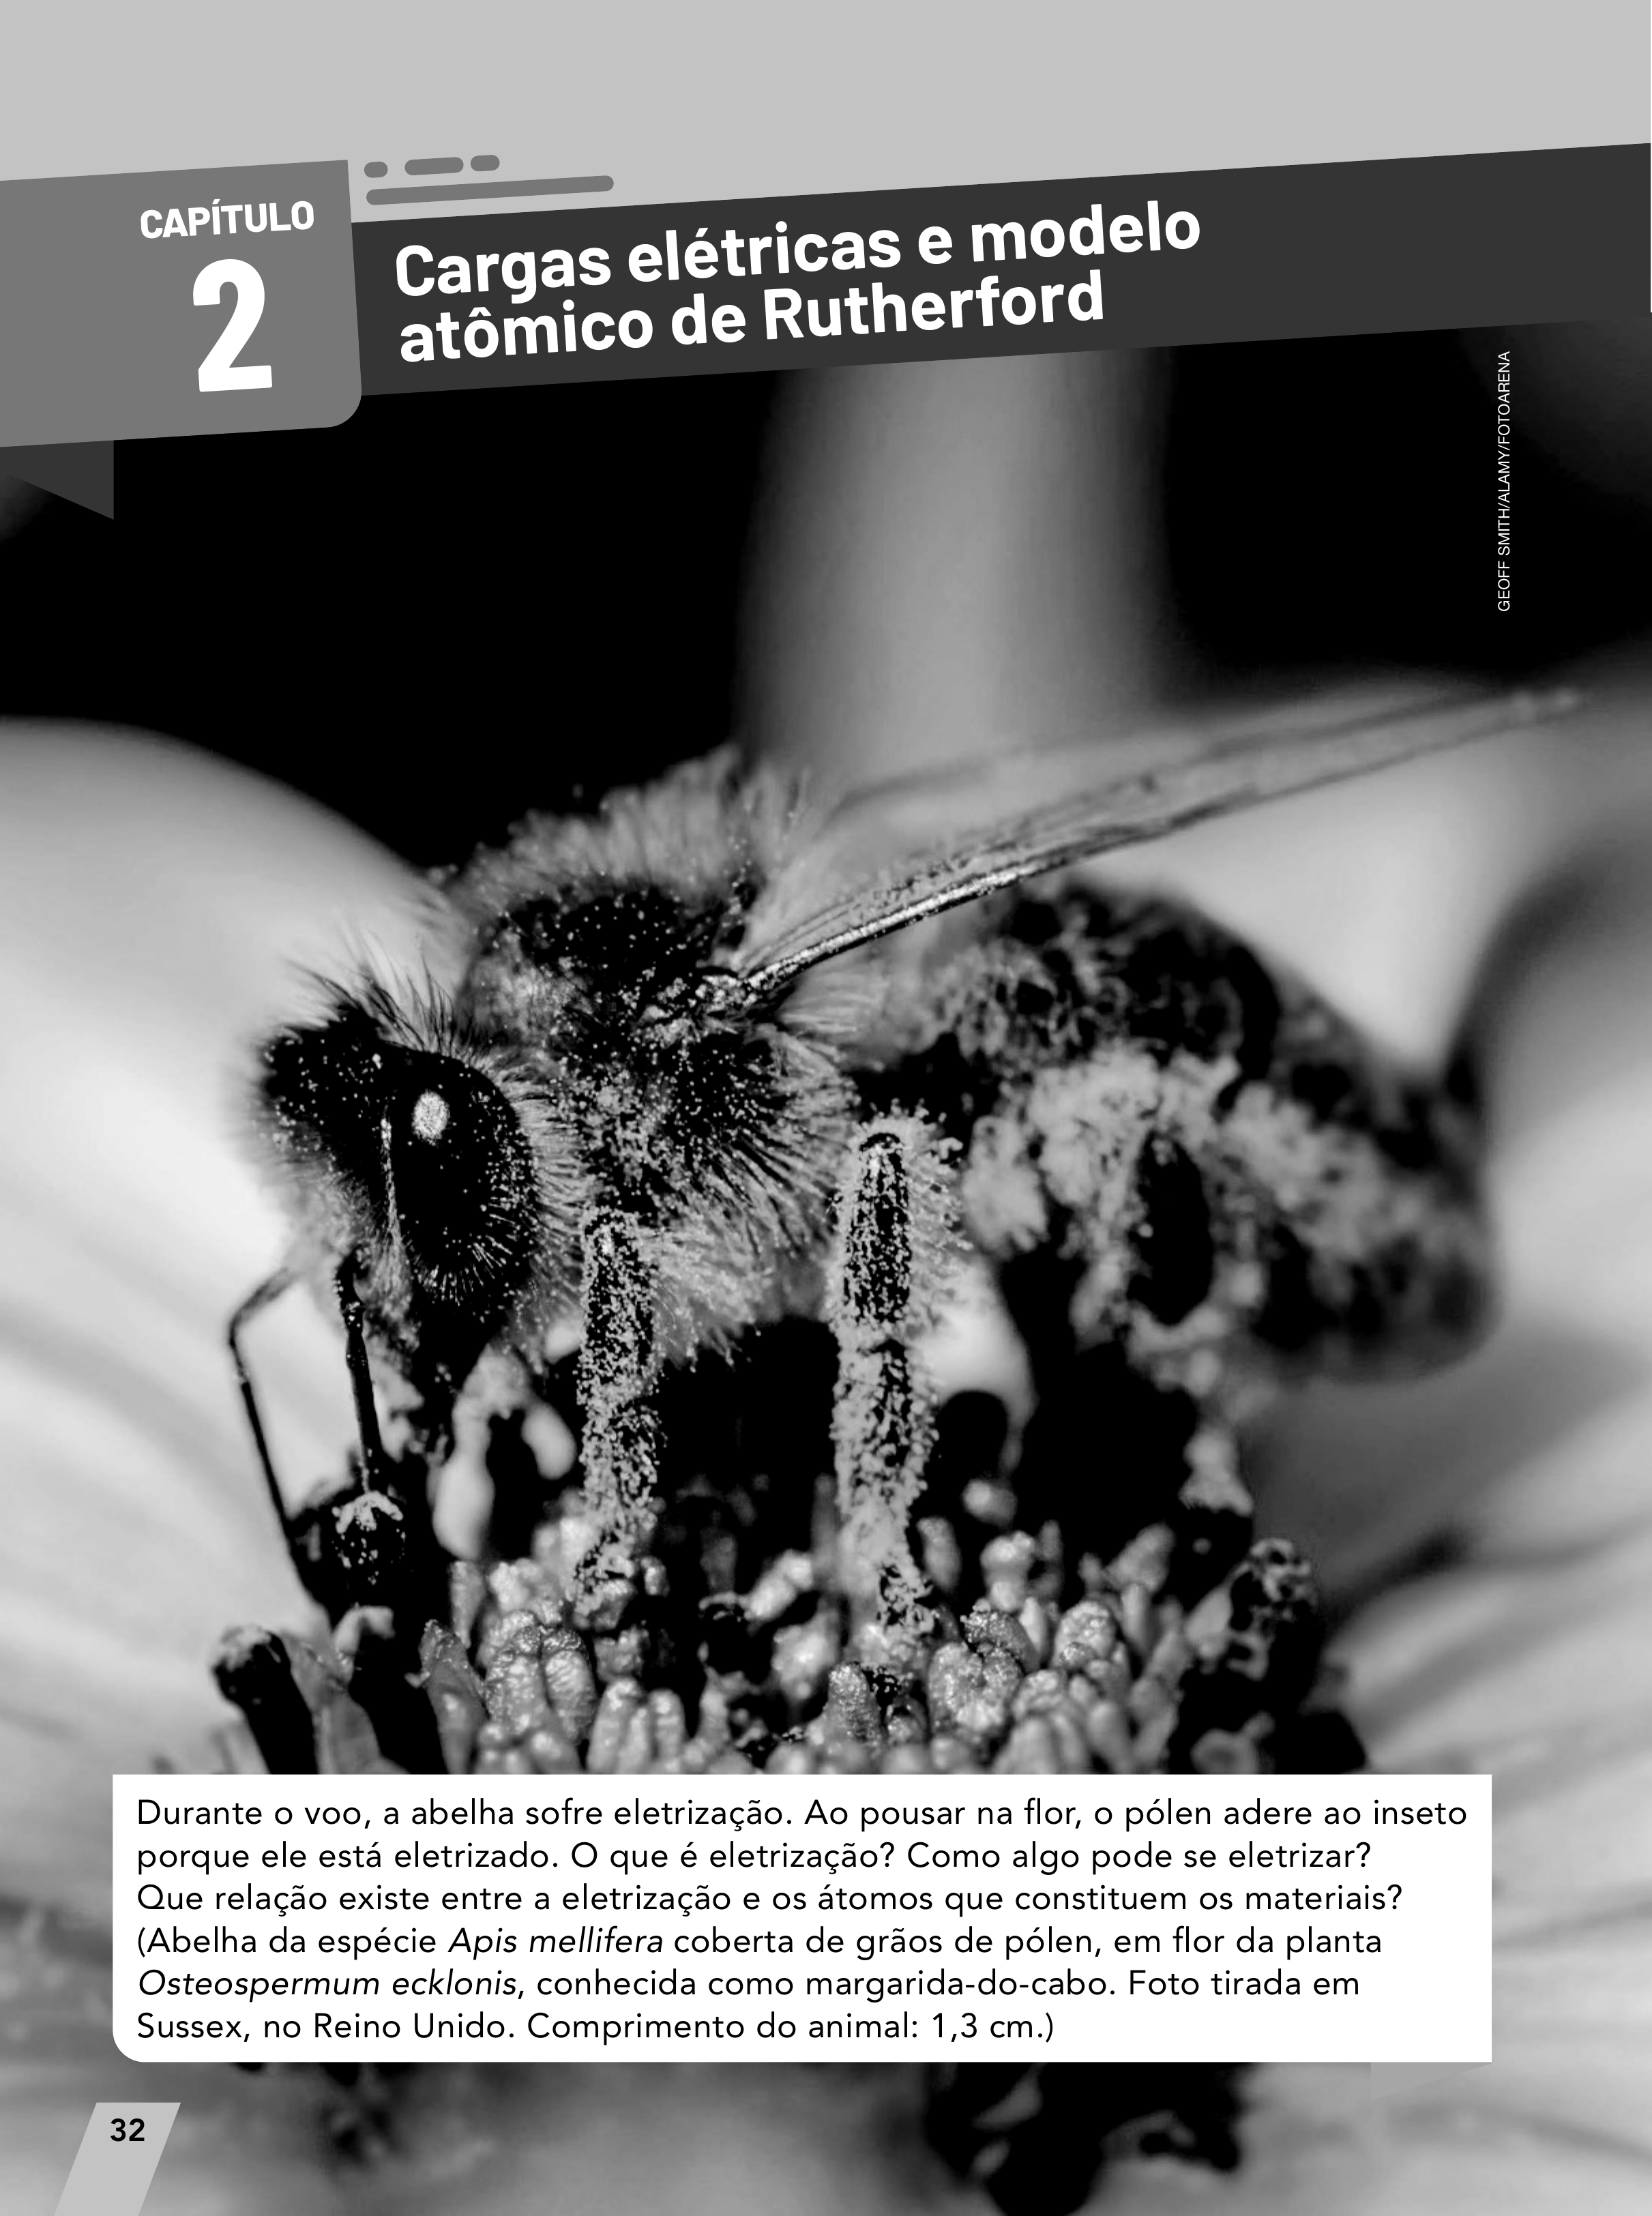 CAPÍTULO
2
Cargas elétricas e modelo
atômico de Rutherford
GEOFF SMITH/ALAMY/FOTOARENA
Durante o voo, a abelha sofre eletrização. Ao pousar na flor, o pólen adere ao inseto
porque ele está eletrizado. O que é eletrização? Como algo pode se eletrizar?
Que relação existe entre a eletrização e os átomos que constituem os materiais?
(Abelha da espécie Apis mellifera coberta de grãos de pólen, em flor da planta
Osteospermum ecklonis, conhecida como margarida-do-cabo. Foto tirada em
Sussex, no Reino Unido. Comprimento do animal: 1,3 cm.)
32